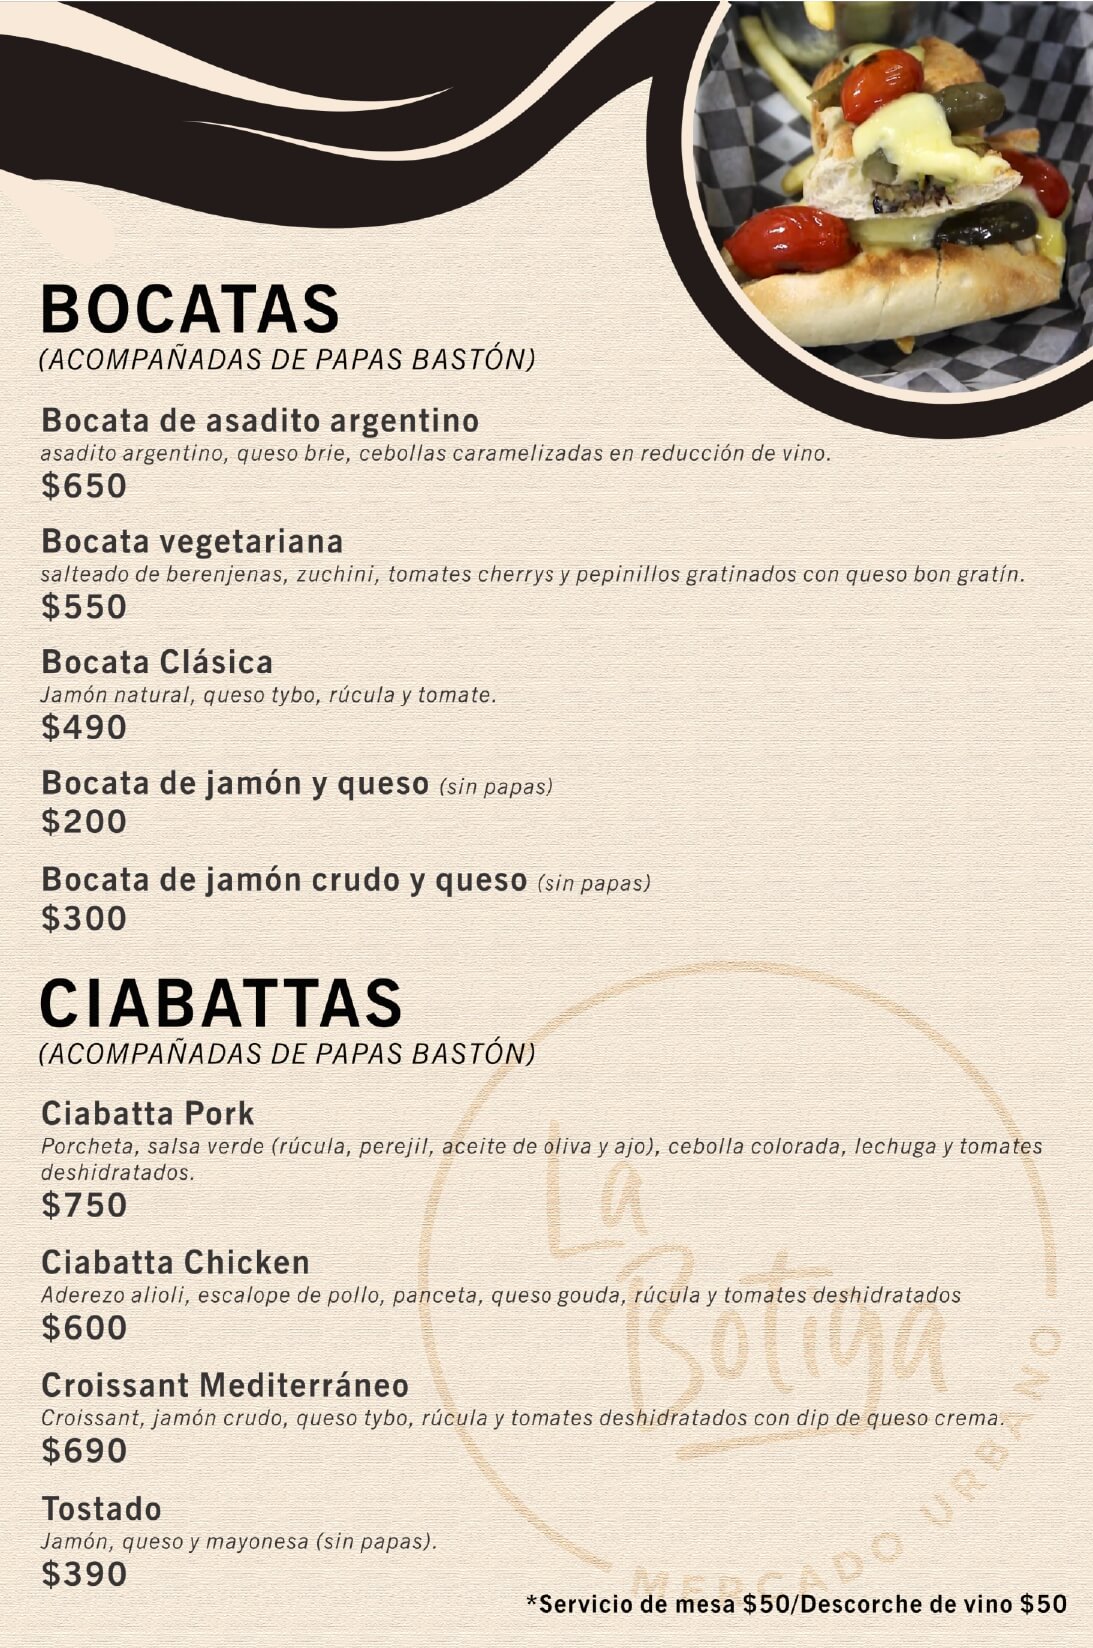 BOCATAS
(ACOMPAÑADAS DE PAPAS BASTÓN)
Bocata de asadito argentino
asadito argentino, queso brie, cebollas caramelizadas en reducción de vino.
$650
Bocata vegetariana
salteado de berenjenas, zuchini, tomates cherrys y pepinillos gratinados con queso bon gratín.
$550
Bocata Clásica
Jamón natural, queso tybo, rúcula y tomate.
$490
Bocata de jamón y queso (sin papas)
$200
Bocata de jamón crudo y queso (sin papas)
$300
CIABATTAS
(ACOMPAÑADAS DE PAPAS BASTÓN)
Ciabatta Pork
Porcheta, salsa verde (rúcula, perejil, aceite de oliva y ajo), cebolla colorada, lechuga y tomates
deshidratados.
$750
Ciabatta Chicken
Aderezo alioli, escalope de pollo, panceta, queso gouda, rúcula y tomates deshidratados
$600
Croissant Mediterráneo
Croissant, jamón crudo, queso tybo, rúcula y tomates deshidratados con dip de queso crema.
$690
Tostado
Jamón, queso y mayonesa (sin papas).
$390
La
Botiga
MERCADO URBANO
*Servicio de mesa $50/Descorche de vino $50